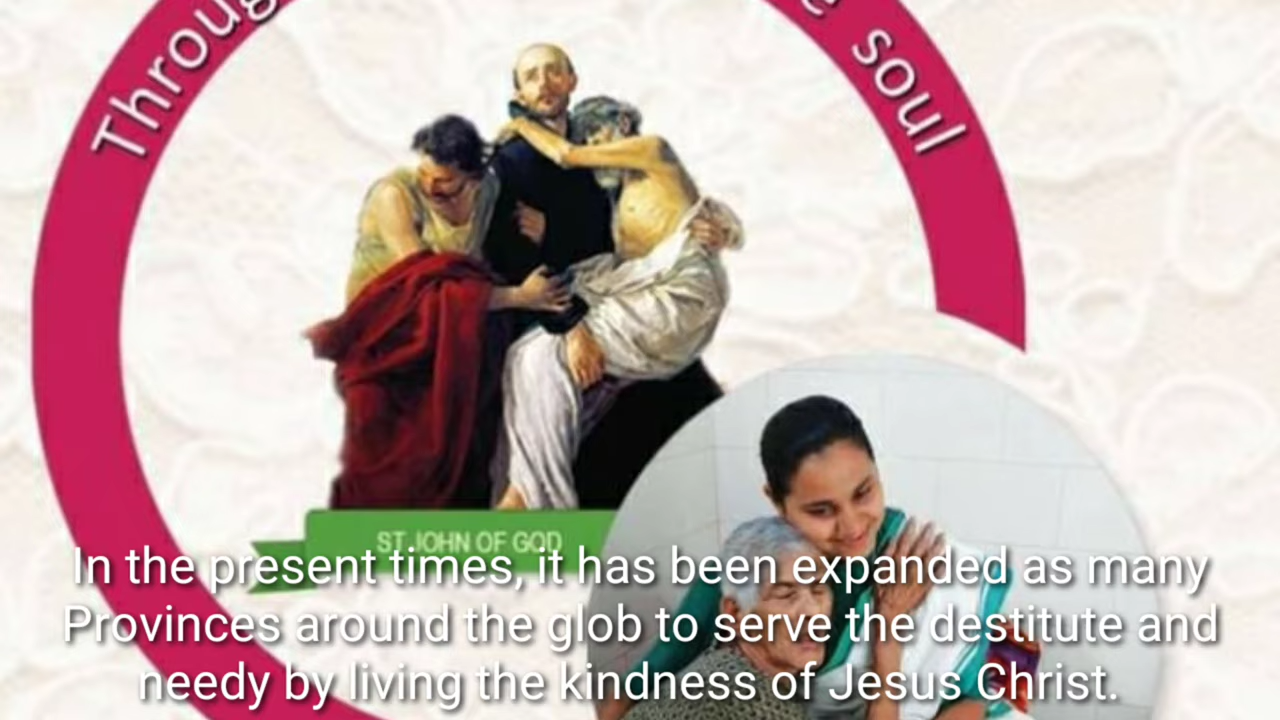 Throug
e soul
ST.JOHN OF GOD
In the present times, it has been expanded as many
Provinces around the glob to serve the destitute and
needy by living the kindness of Jesus Christ.